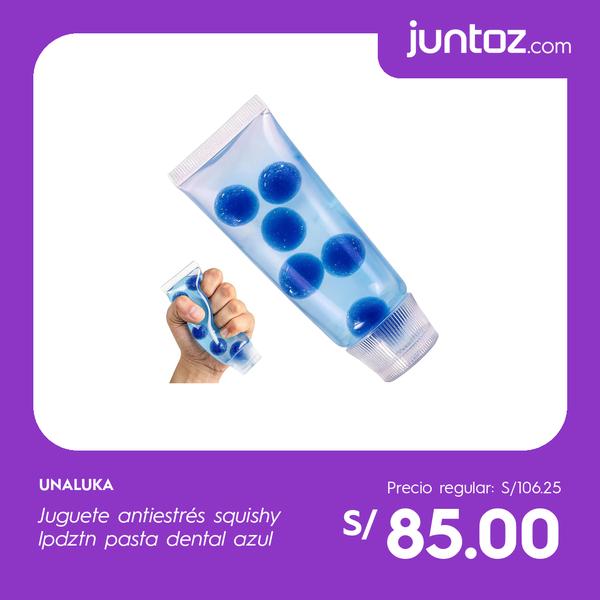 juntoz.com
UNALUKA
Juguete antiestrés squishy
lpdztn pasta dental azul
Precio regular: S/106.25
S/ 85.00